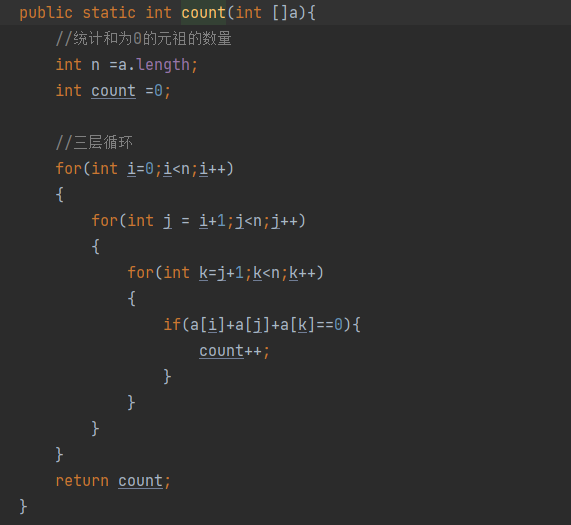 public static int count(int []a){
//统计和为0的元祖的数量
int n =a.length;
int count =0;
//三层循环
for(int i=0;i<n;i++)
{
for(int j = i+1;j<n;j++)
{
for(int k=j+1;k<n;k++)
{
if(a[i]+a[j]+a[k]==0){
count++;
}
}
}
}
return count;
}